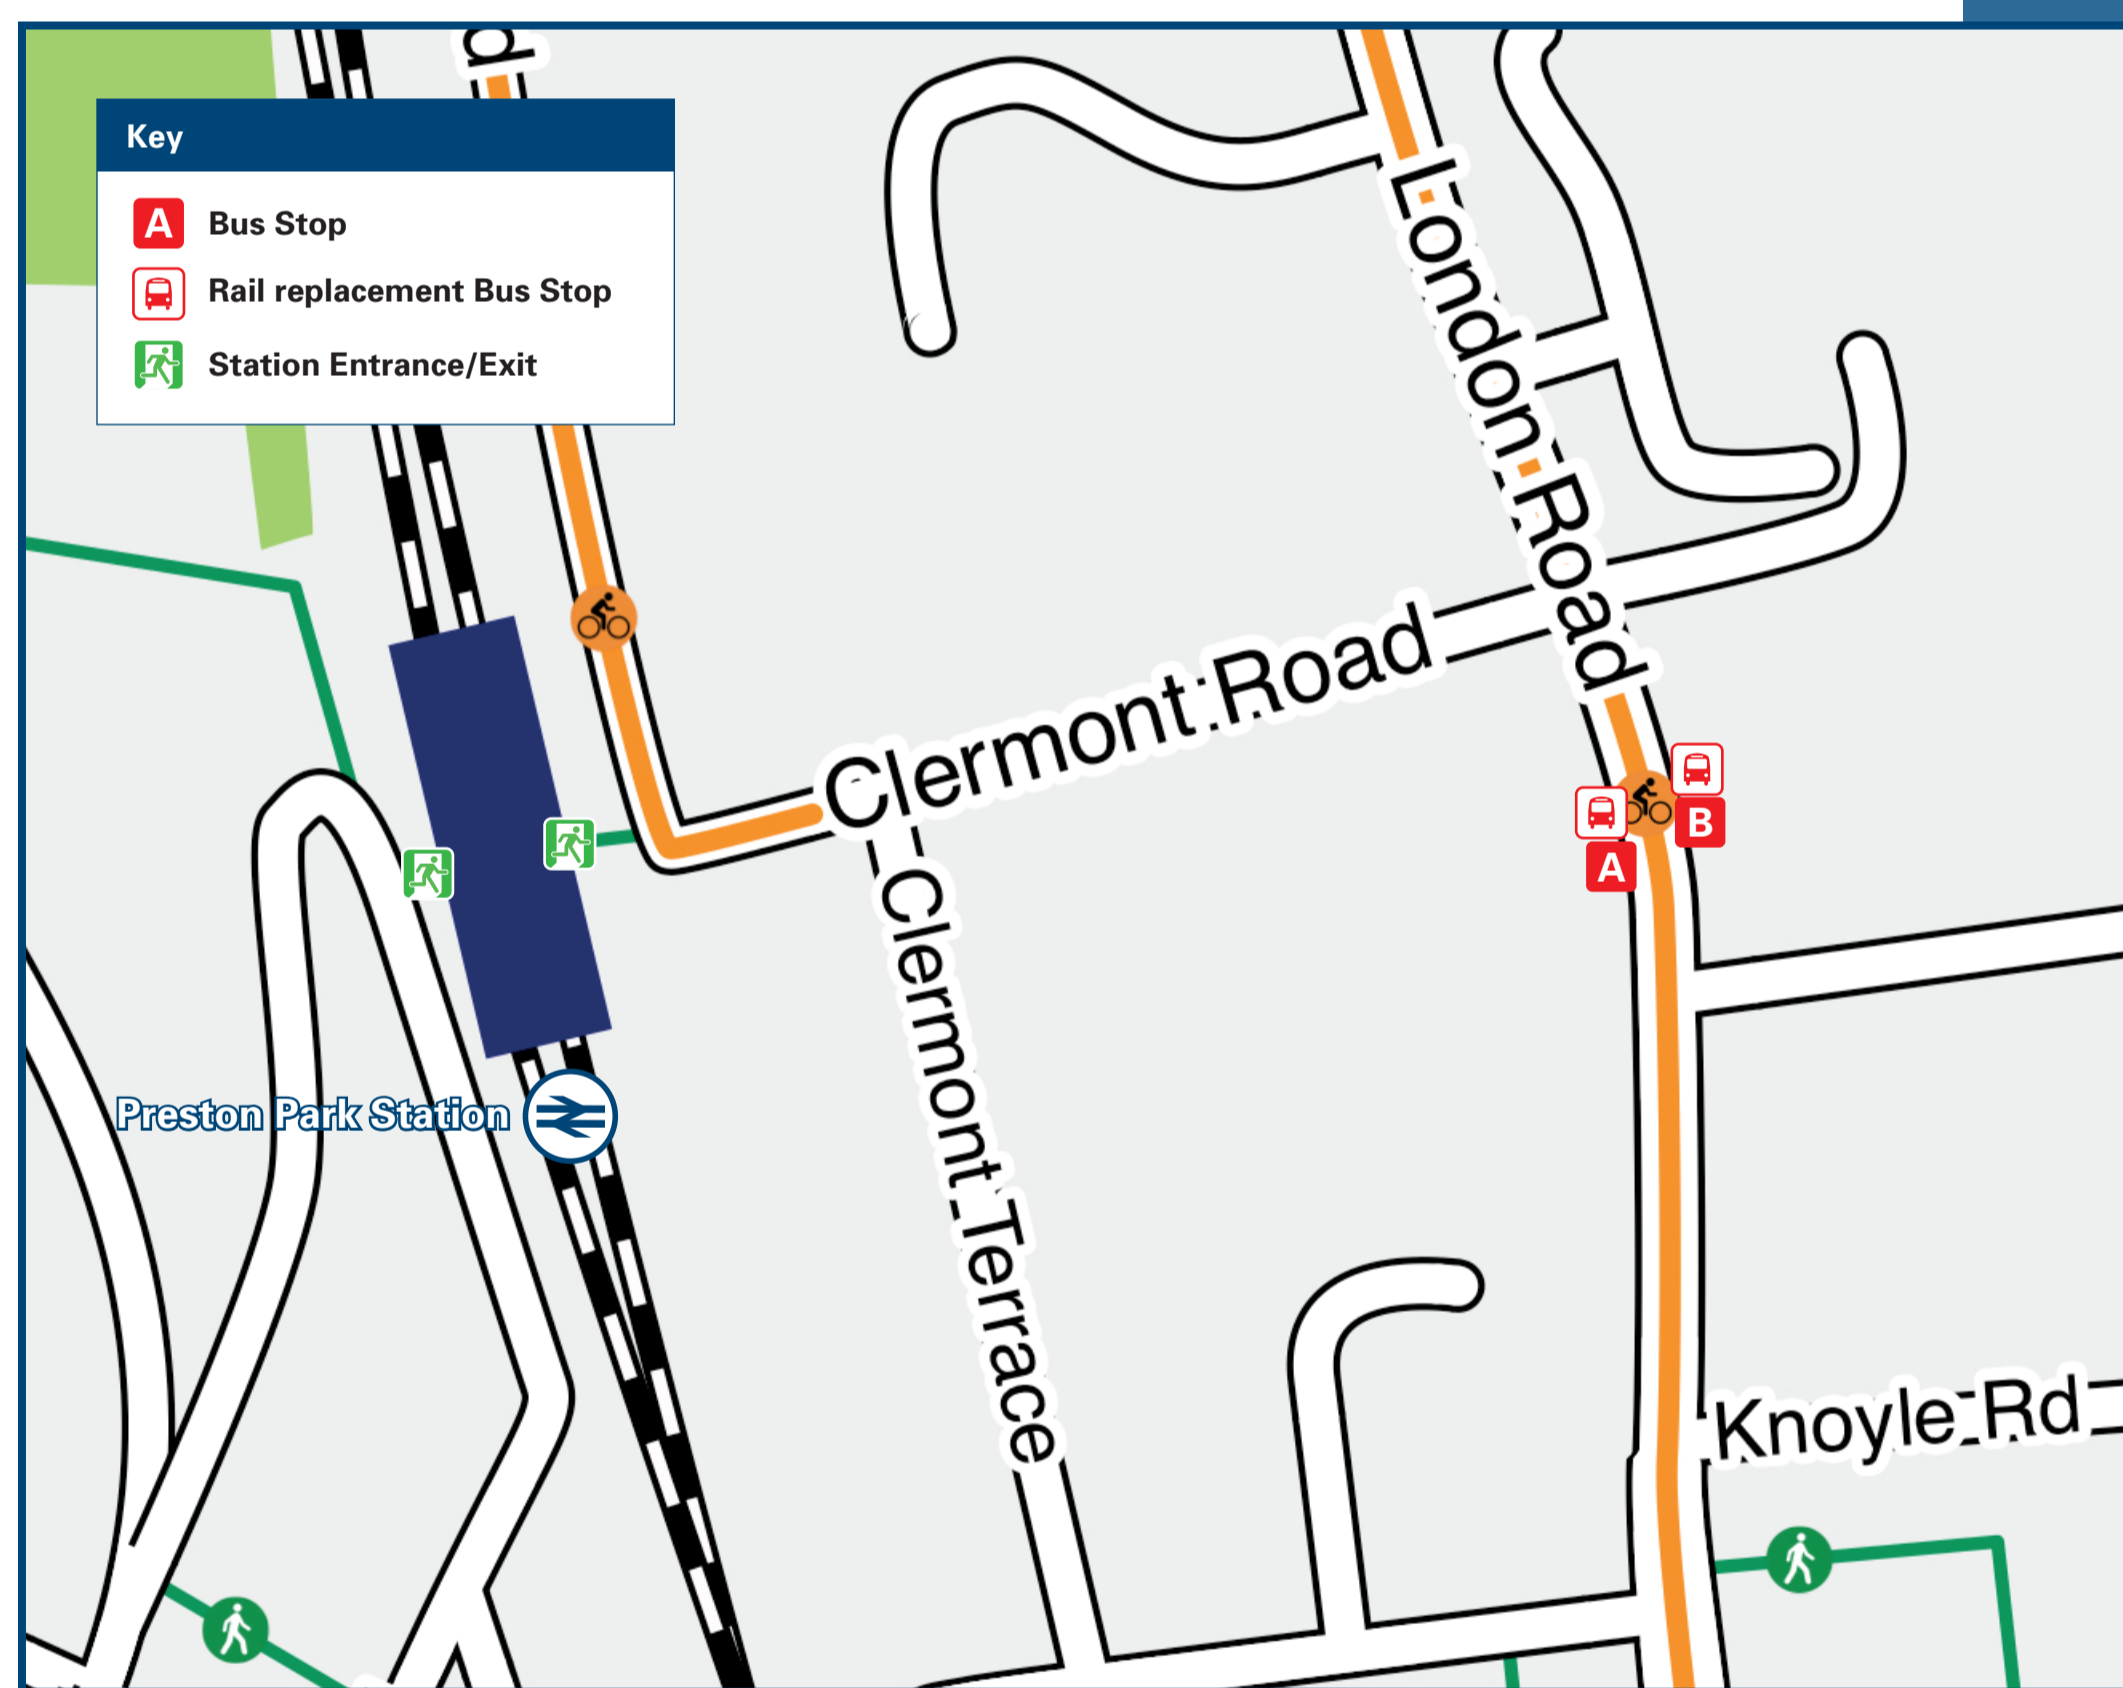 d
Key
A Bus Stop
Rail replacement Bus Stop
Station Entrance/Exit
London Road
Clermont Road
B
A
Clermont Terrace
Preston Park Station
Knoyle Rd